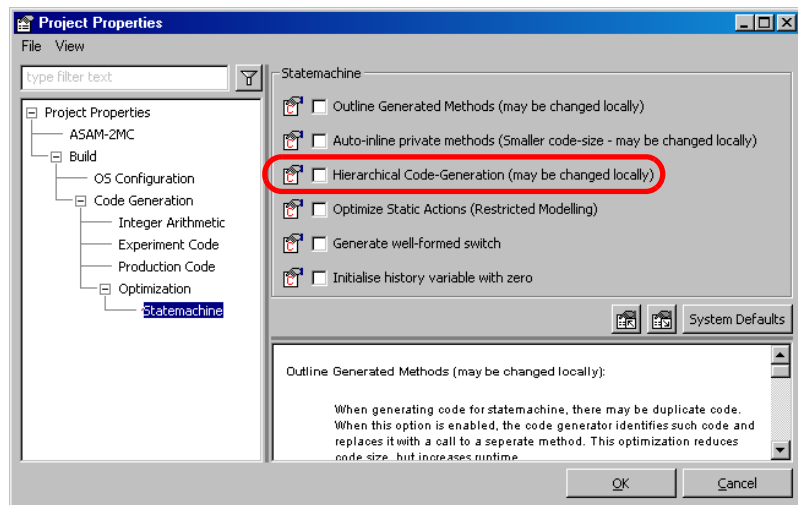 Project Properties
File View
type filter text
Project Properties
ASAM-2MC
Build
OS Configuration
Code Generation
Integer Arithmetic
Experiment Code
Production Code
Optimization
Statemachine
Statemachine
Outline Generated Methods (may be changed locally)
Auto-inline private methods (Smaller code-size - may be changed locally)
Hierarchical Code-Generation (may be changed locally)
Optimize Static Actions (Restricted Modelling)
Generate well-formed switch
Initialise history variable with zero
System Defaults
Outline Generated Methods (may be changed locally):
When generating code for statemachine, there may be duplicate code.
When this option is enabled, the code generator identifies such code and
replaces it with a call to a seperate method. This optimization reduces
code size, but increases runtime.
OK Cancel